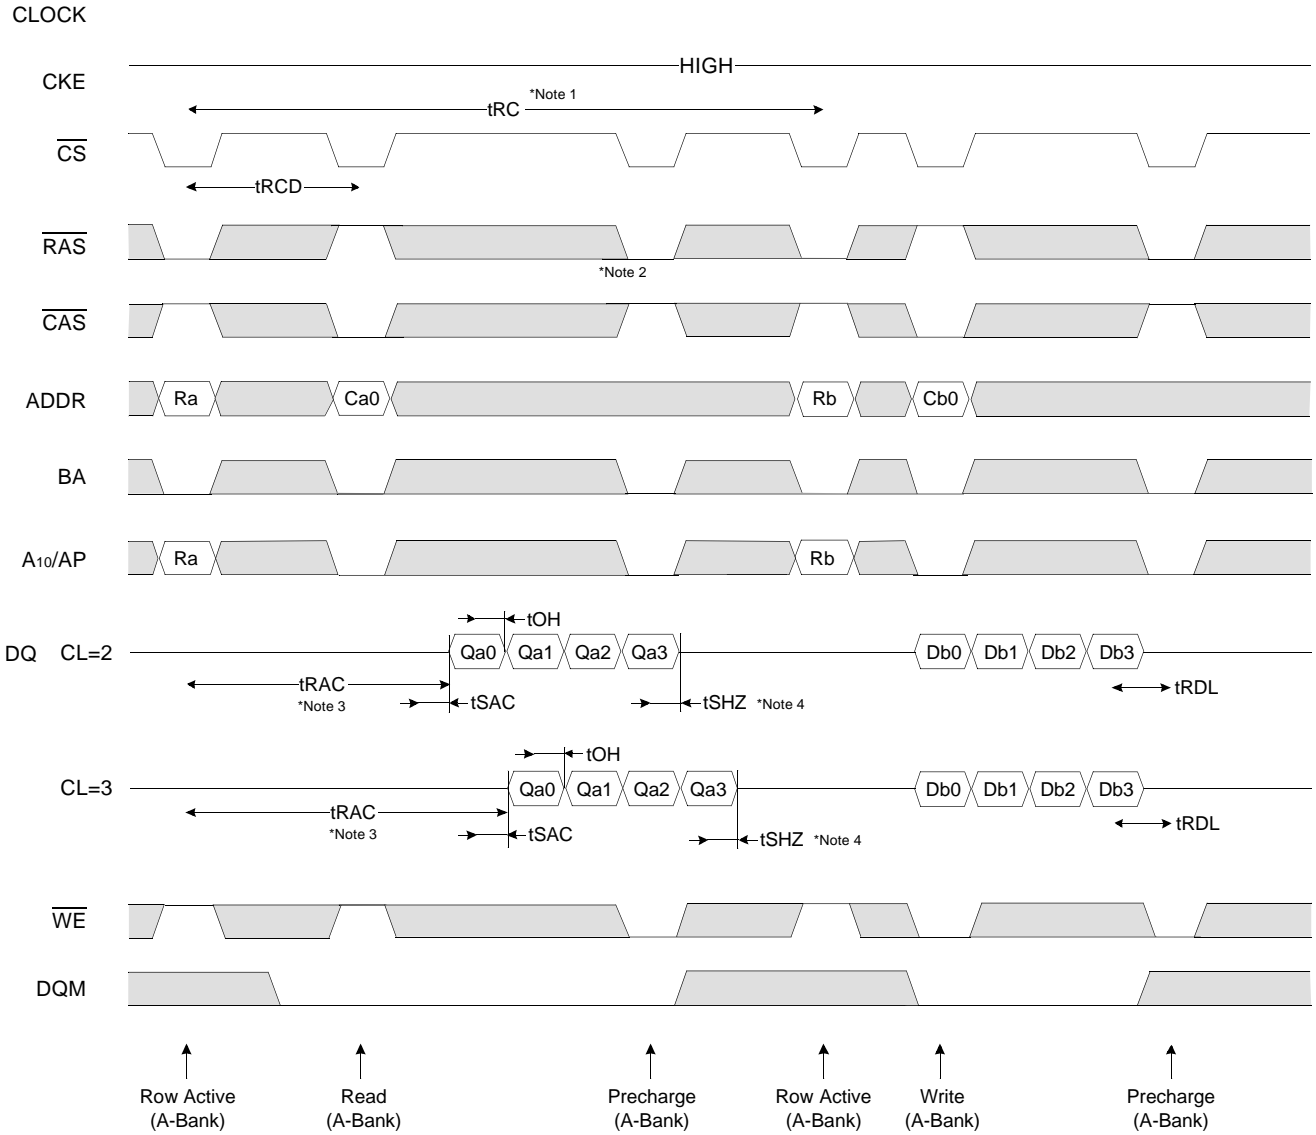 CLOCK
CKE
HIGH
tRC *Note 1
CS
tRCD
RAS
*Note 2
CAS
ADDR Ra Ca0 Rb Cb0
BA
A10/AP Ra Rb
tOH
DQ CL=2 Qa0 Qa1 Qa2 Qa3 Db0 Db1 Db2 Db3
tRAC tRDL
*Note 3 tSAC tSHZ *Note 4
tOH
CL=3 Qa0 Qa1 Qa2 Qa3 Db0 Db1 Db2 Db3
tRAC tRDL
*Note 3 tSAC tSHZ *Note 4
WE
DQM
Row Active Read Precharge Row Active Write Precharge
(A-Bank) (A-Bank) (A-Bank) (A-Bank) (A-Bank) (A-Bank)